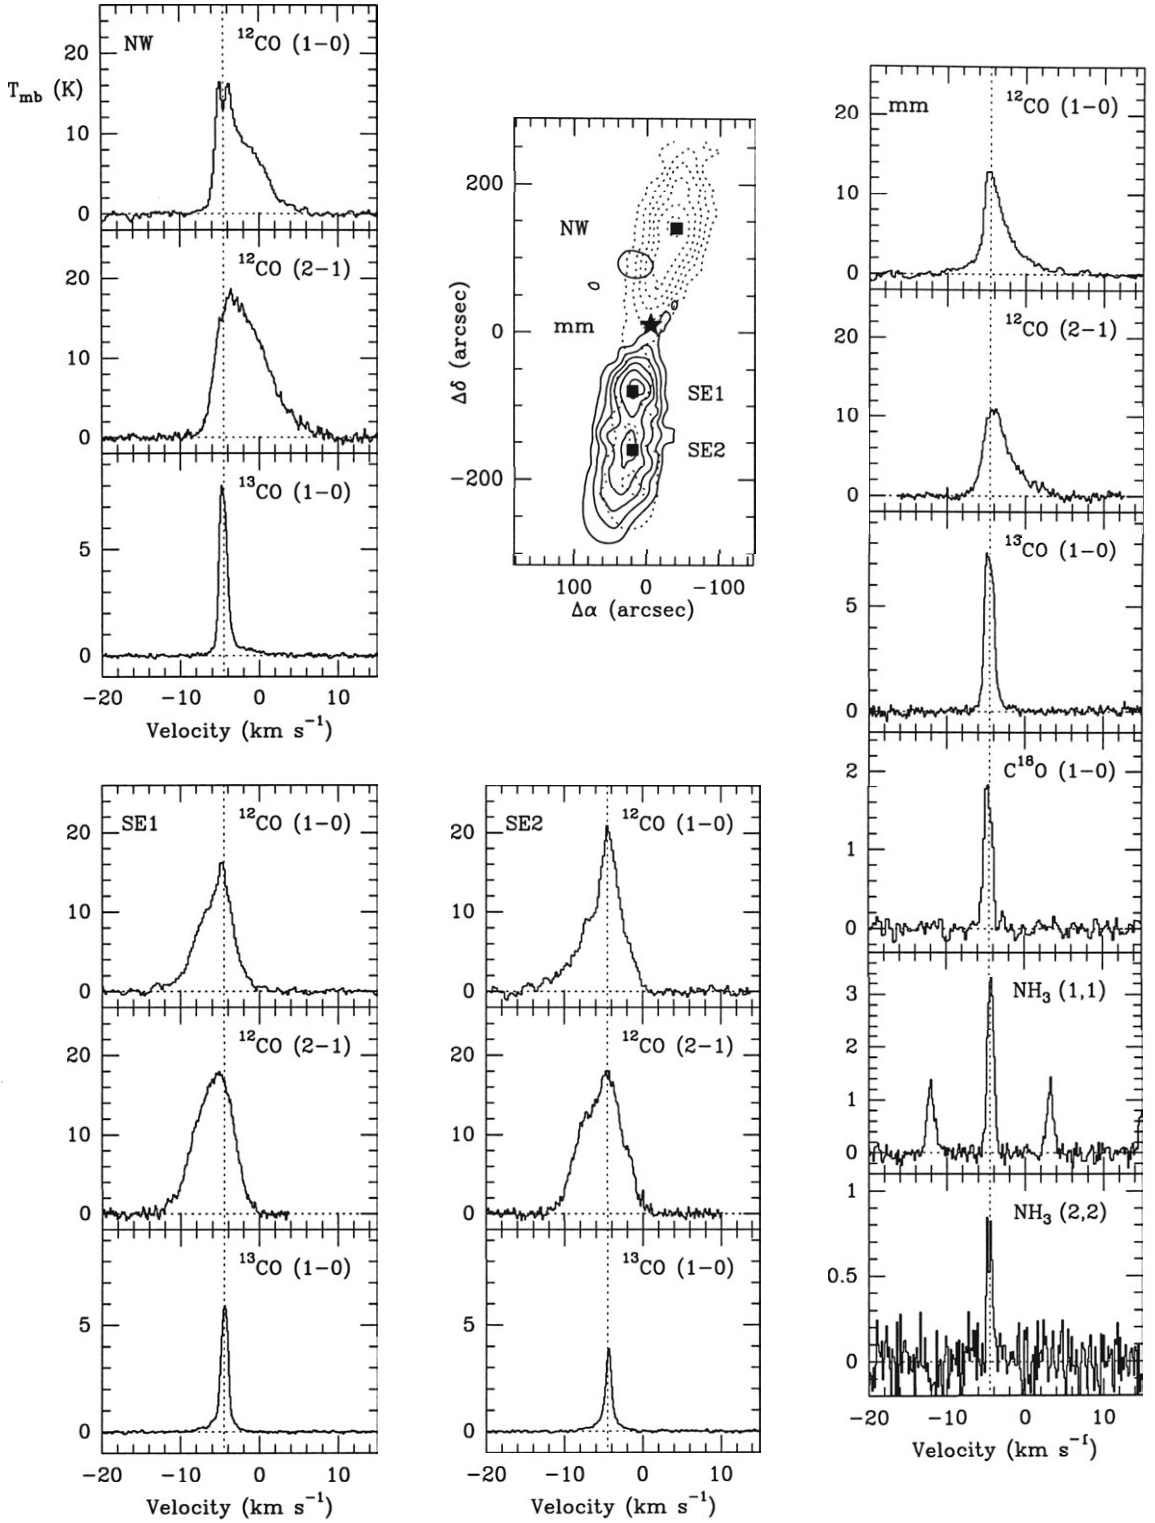 NW
¹²CO (1−0)
20
T_mb (K)
10
0
¹²CO (2−1)
20
10
0
¹³CO (1−0)
5
0
−20 −10 0 10
Velocity (km s⁻¹)
200
NW
mm
0
Δδ (arcsec)
SE1
SE2
−200
100 0 −100
Δα (arcsec)
mm
¹²CO (1−0)
20
10
0
¹²CO (2−1)
20
10
0
¹³CO (1−0)
5
0
C¹⁸O (1−0)
2
1
0
NH₃ (1,1)
3
2
1
0
NH₃ (2,2)
1
0.5
0
−20 −10 0 10
Velocity (km s⁻¹)
SE1
¹²CO (1−0)
20
10
0
¹²CO (2−1)
20
10
0
¹³CO (1−0)
5
0
−20 −10 0 10
Velocity (km s⁻¹)
SE2
¹²CO (1−0)
20
10
0
¹²CO (2−1)
20
10
0
¹³CO (1−0)
5
0
−20 −10 0 10
Velocity (km s⁻¹)